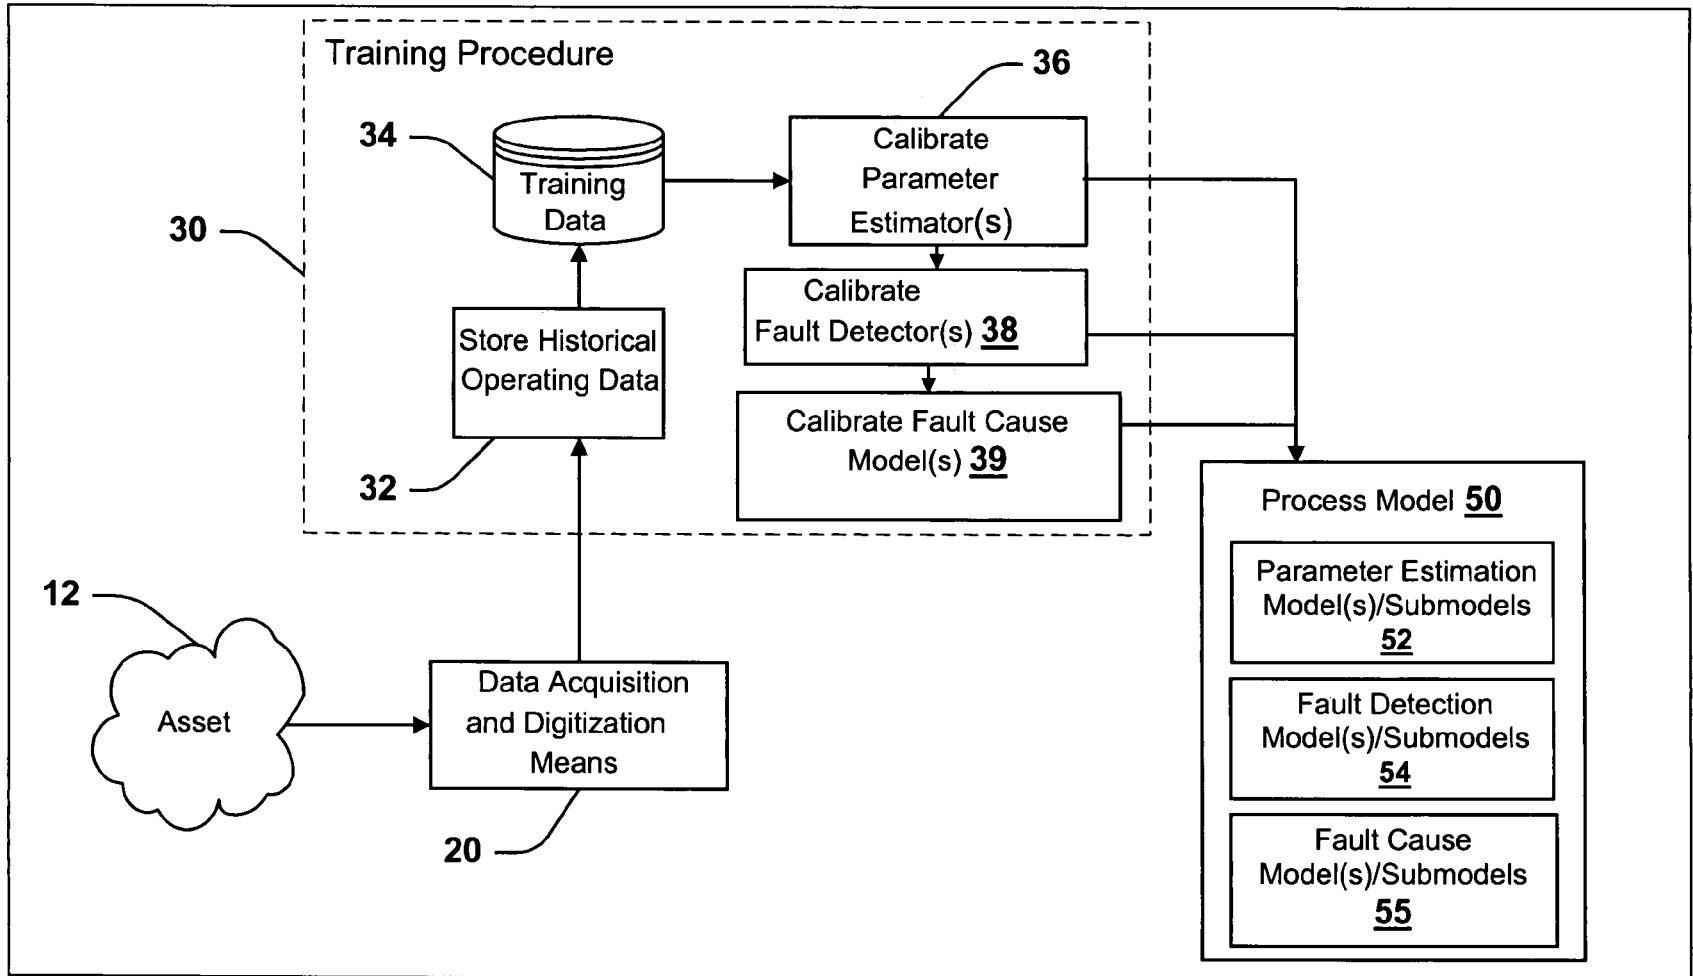 Training Procedure
36
34
Training
Data
Calibrate
Parameter
Estimator(s)
30
Calibrate
Fault Detector(s) 38
Store Historical
Operating Data
32
Calibrate Fault Cause
Model(s) 39
Process Model 50
Parameter Estimation
Model(s)/Submodels
52
Fault Detection
Model(s)/Submodels
54
Fault Cause
Model(s)/Submodels
55
12
Asset
Data Acquisition
and Digitization
Means
20